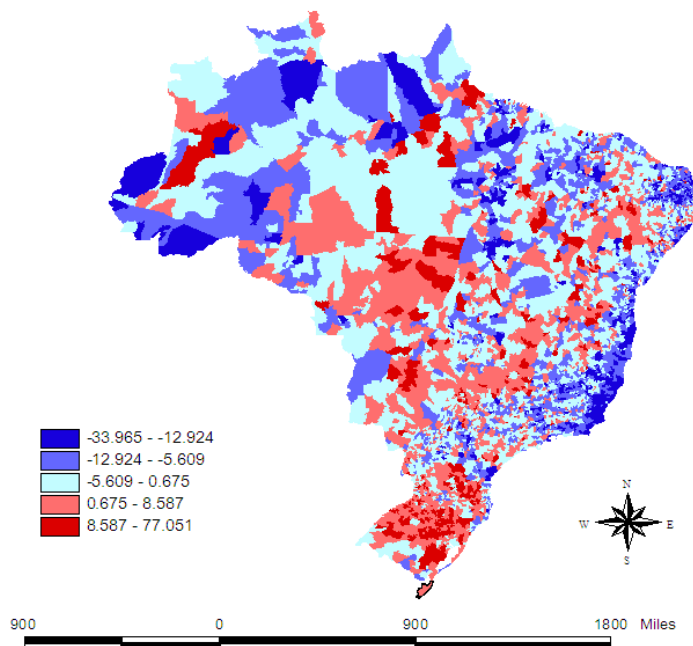 -33.965 - -12.924
-12.924 - -5.609
-5.609 - 0.675
0.675 - 8.587
8.587 - 77.051
N
W E
S
900 0 900 1800 Miles